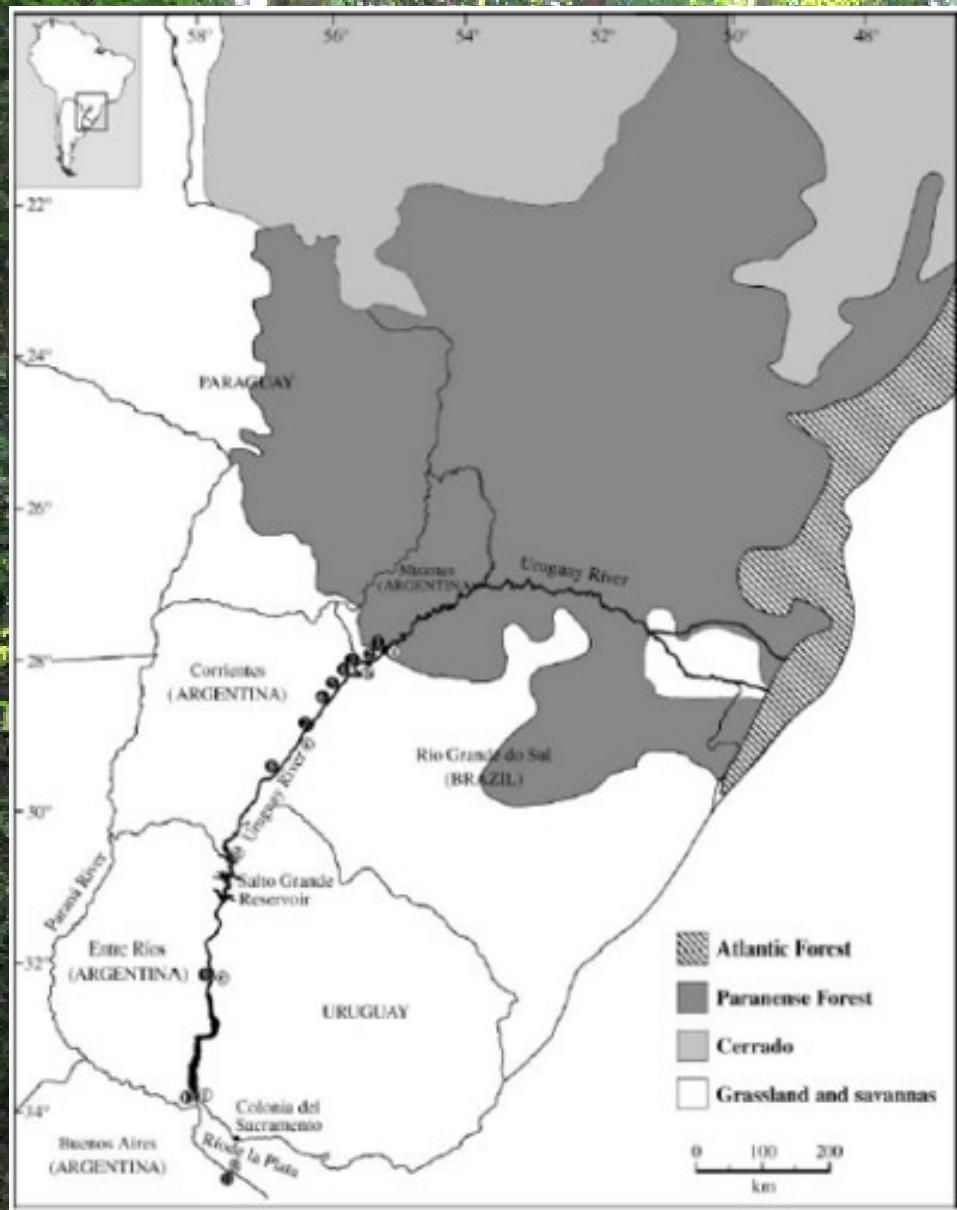 58° 56° 54° 52° 50° 48°
22°
24°
PARAGUAY
26°
Misiones
(ARGENTINA)
Uruguay River
28°
Corrientes
(ARGENTINA)
Rio Grande do Sul
(BRAZIL)
30°
Uruguay River
Paraná River
Salto Grande
Reservoir
Entre Ríos
(ARGENTINA)
32°
URUGUAY
34°
Colonia del
Sacramento
Buenos Aires
(ARGENTINA)
Río de la Plata
Atlantic Forest
Paranense Forest
Cerrado
Grassland and savannas
0 100 200
km